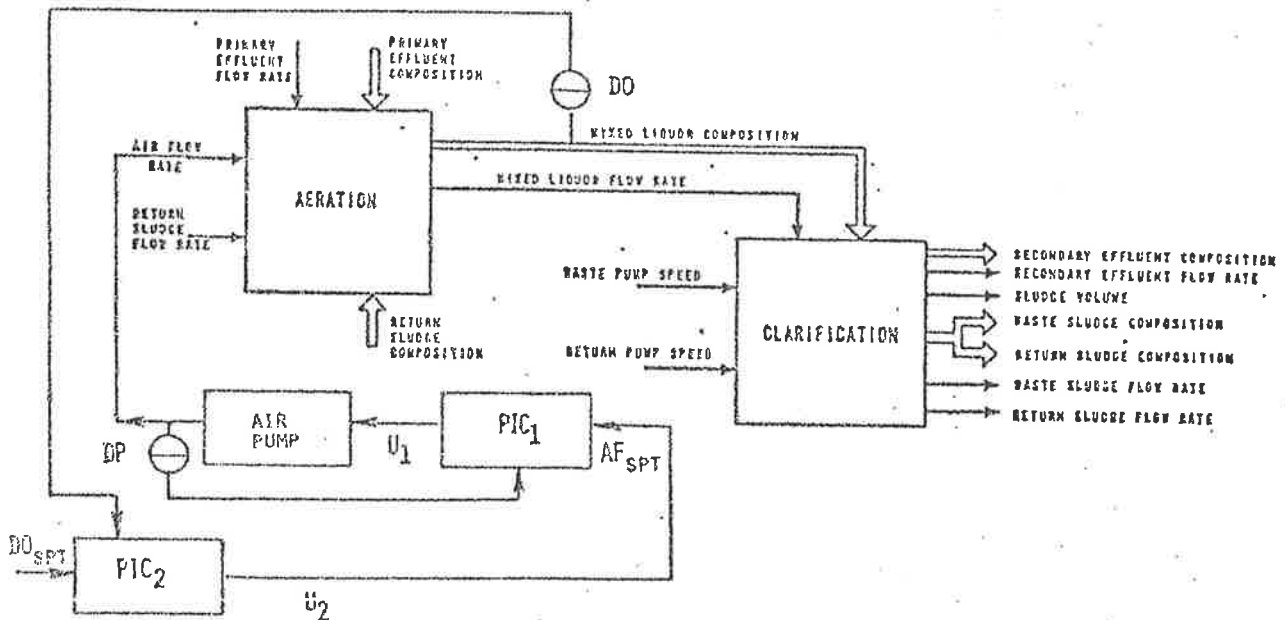 PRIMARY
EFFLUENT
FLOW RATE
PRIMARY
EFFLUENT
COMPOSITION
DO
MIXED LIQUOR COMPOSITION
AIR FLOW
RATE
AERATION
MIXED LIQUOR FLOW RATE
RETURN
SLUDGE
FLOW RATE
SECONDARY EFFLUENT COMPOSITION
SECONDARY EFFLUENT FLOW RATE
WASTE PUMP SPEED
SLUDGE VOLUME
RETURN
SLUDGE
COMPOSITION
CLARIFICATION
WASTE SLUDGE COMPOSITION
RETURN PUMP SPEED
RETURN SLUDGE COMPOSITION
WASTE SLUDGE FLOW RATE
RETURN SLUDGE FLOW RATE
AIR
PUMP
PIC1
DP
U1
AFSPT
DOSPT
PIC2
U2